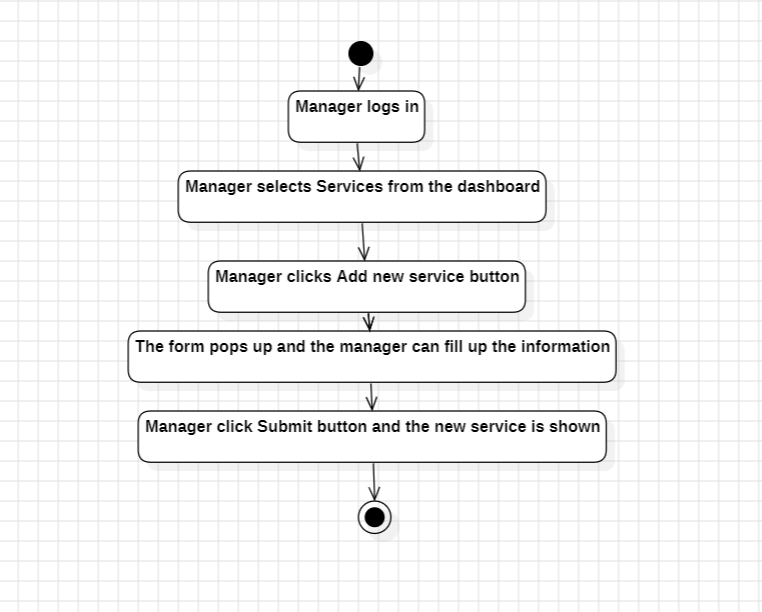 Manager logs in
Manager selects Services from the dashboard
Manager clicks Add new service button
The form pops up and the manager can fill up the information
Manager click Submit button and the new service is shown